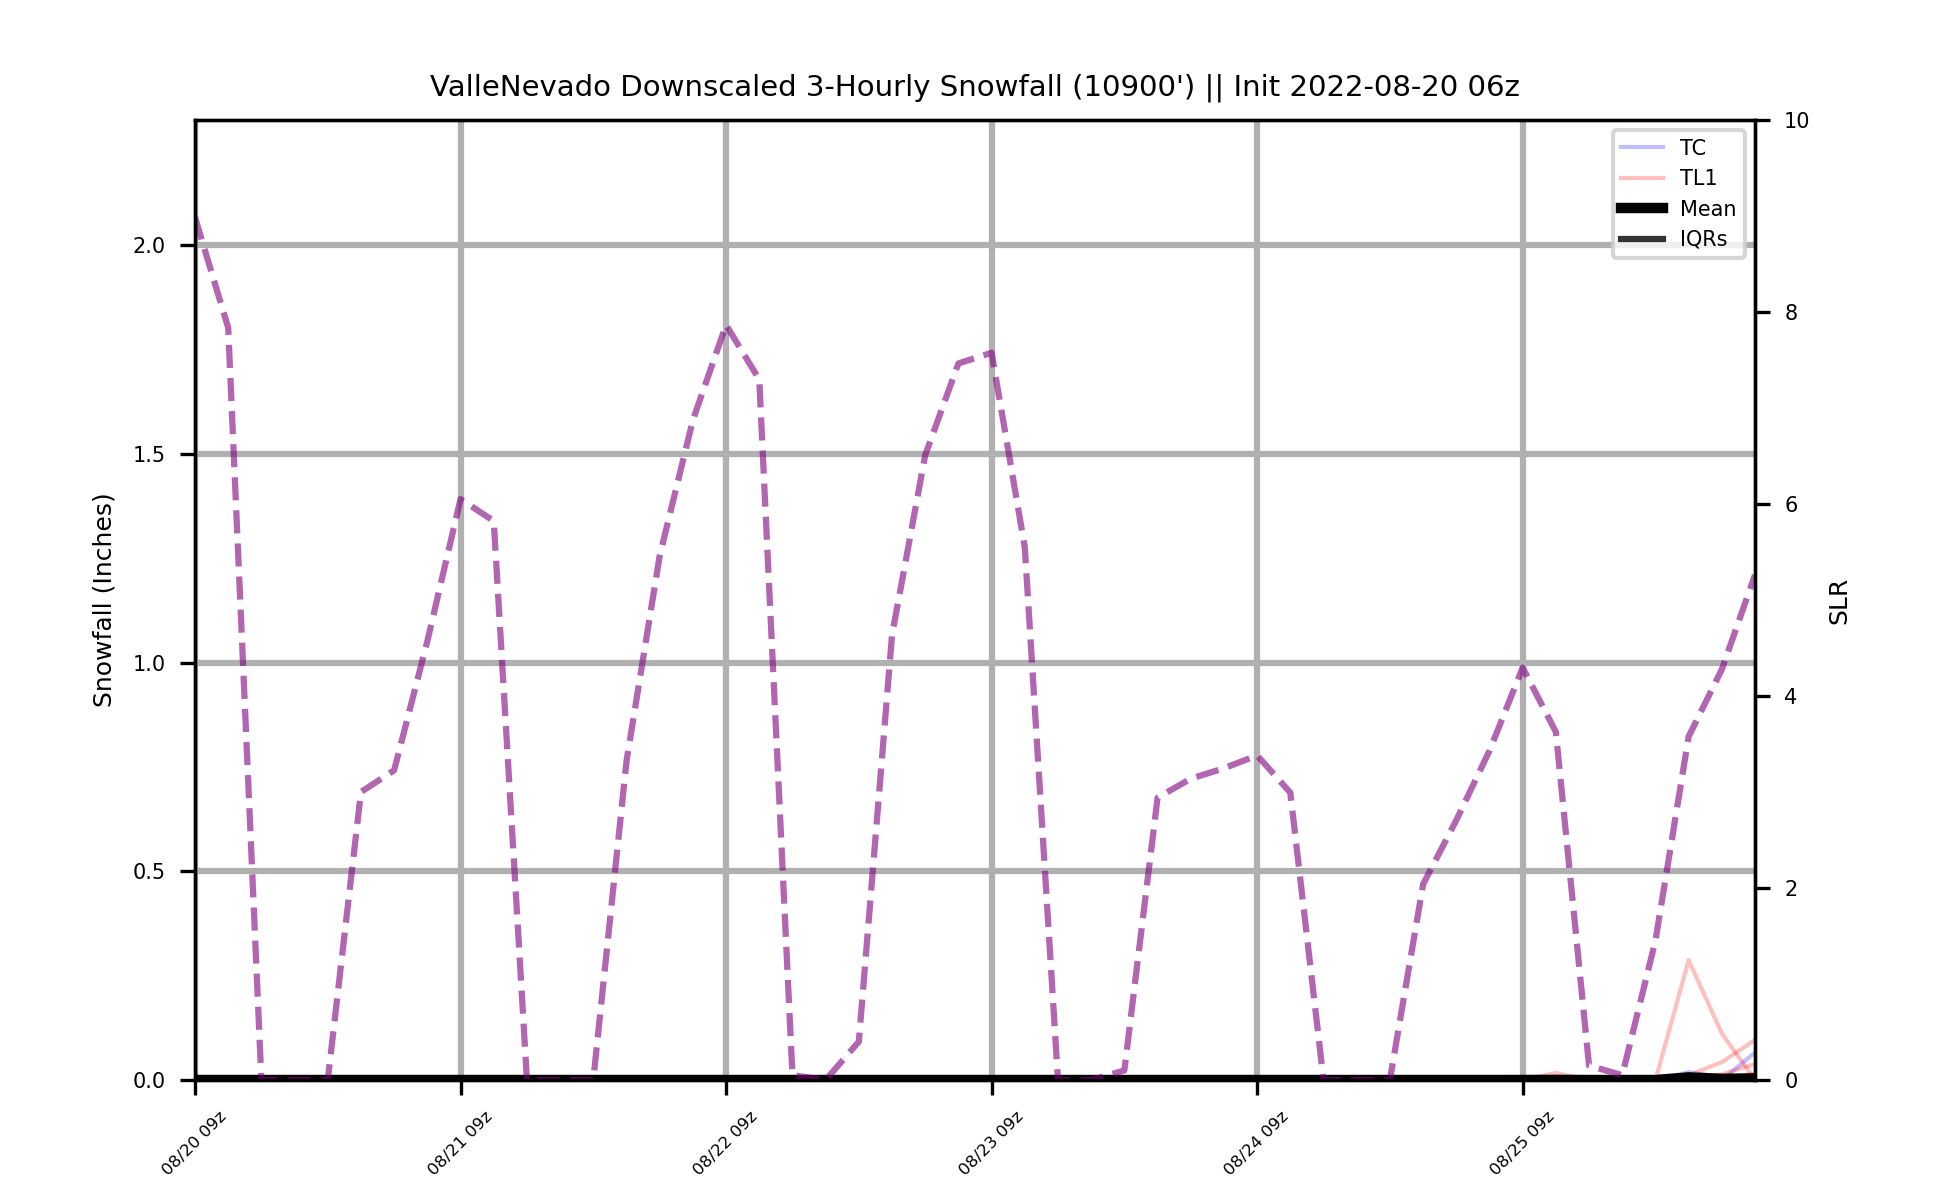 ValleNevado Downscaled 3-Hourly Snowfall (10900') || Init 2022-08-20 06z
TC
TL1
Mean
IQRs
Snowfall (Inches)
2.0
1.5
1.0
0.5
0.0
10
8
6
4
2
0
SLR
08/20 09z
08/21 09z
08/22 09z
08/23 09z
08/24 09z
08/25 09z